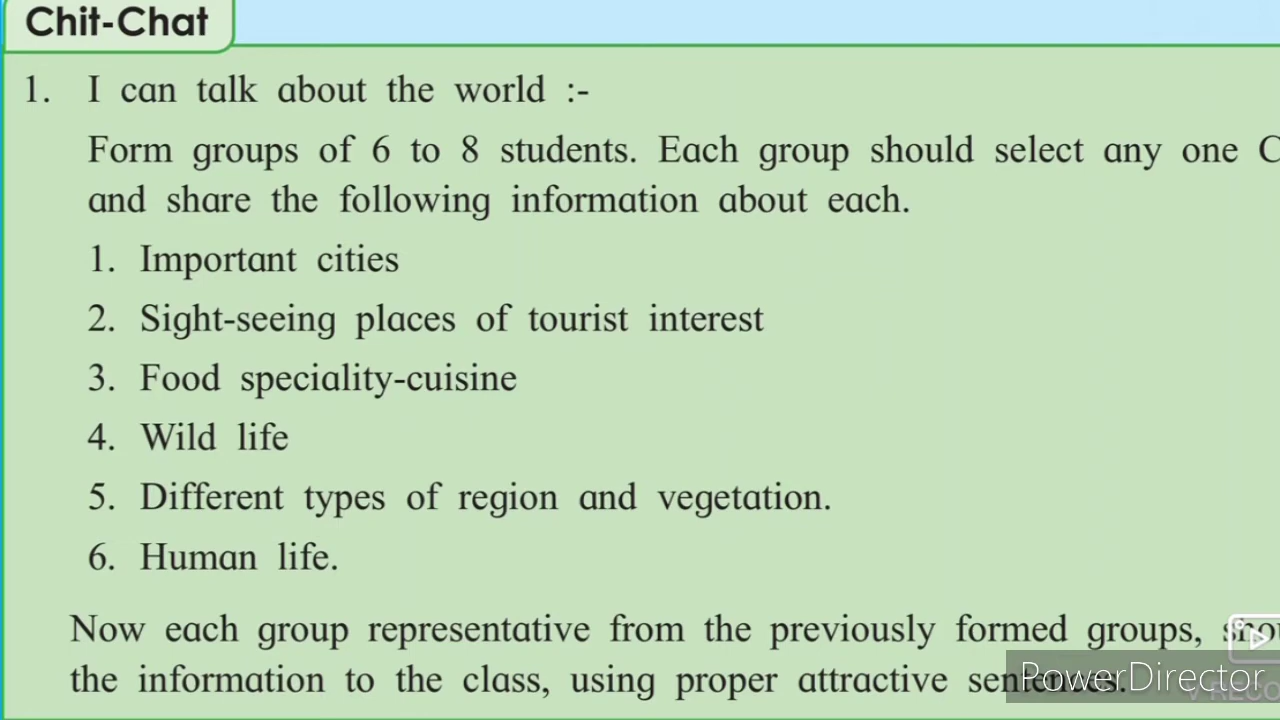 Chit-Chat
1. I can talk about the world :-
Form groups of 6 to 8 students. Each group should select any one
and share the following information about each.
1. Important cities
2. Sight-seeing places of tourist interest
3. Food speciality-cuisine
4. Wild life
5. Different types of region and vegetation.
6. Human life.
Now each group representative from the previously formed groups,
the information to the class, using proper attractive sentences.
PowerDirector